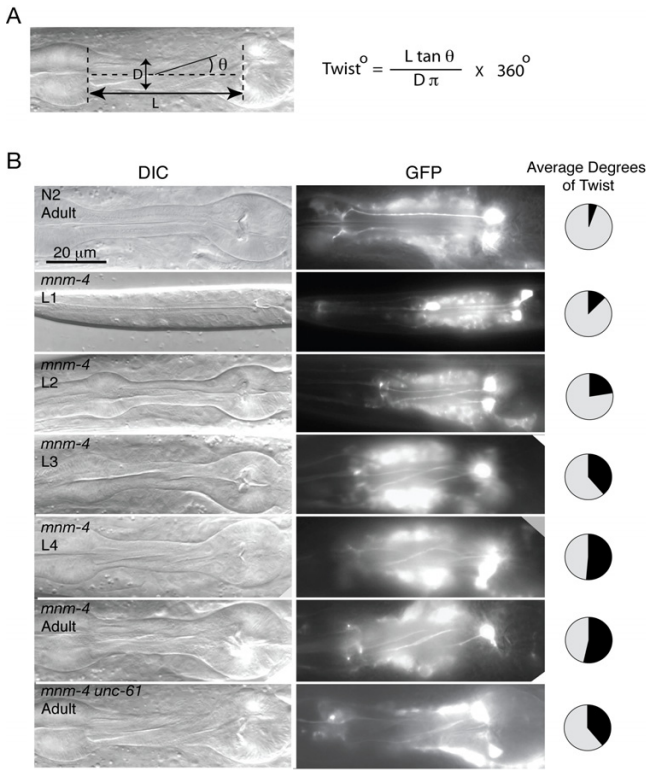 A
D
θ
L
Twist° = L tan θ / D π X 360°
B
DIC
GFP
Average Degrees
of Twist
N2
Adult
20 µm
mnm-4
L1
mnm-4
L2
mnm-4
L3
mnm-4
L4
mnm-4
Adult
mnm-4 unc-61
Adult